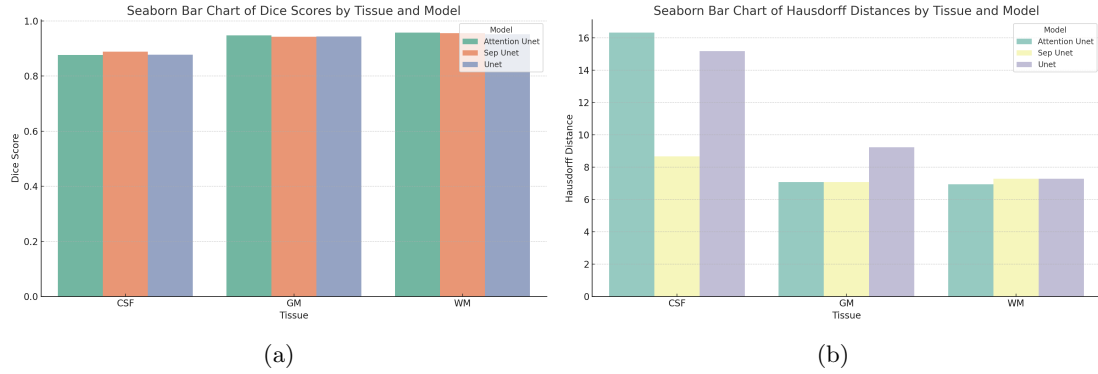 Seaborn Bar Chart of Dice Scores by Tissue and Model
Model
Attention Unet
Sep Unet
Unet
1.0
0.8
0.6
0.4
0.2
0.0
Dice Score
CSF
GM
WM
Tissue
(a)
Seaborn Bar Chart of Hausdorff Distances by Tissue and Model
Model
Attention Unet
Sep Unet
Unet
16
14
12
10
8
6
4
2
0
Hausdorff Distance
CSF
GM
WM
Tissue
(b)